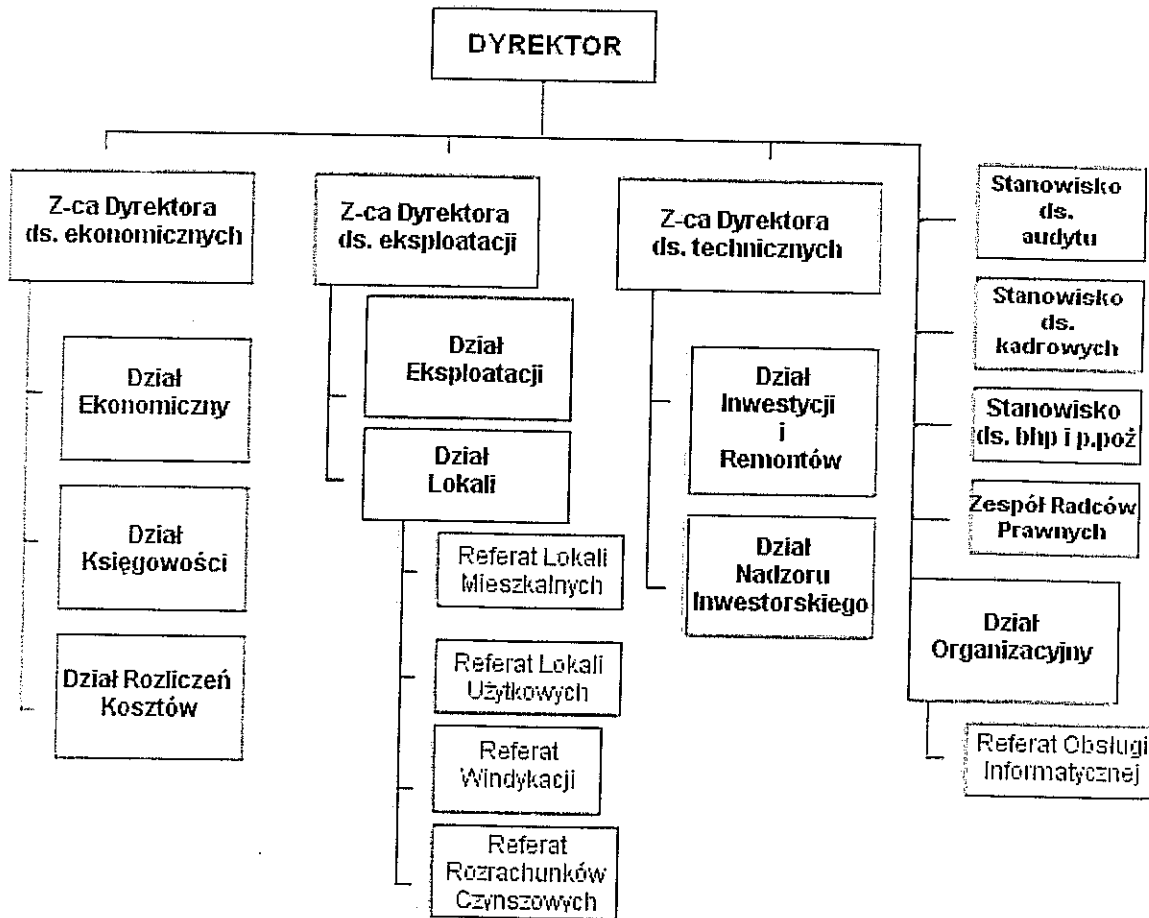 DYREKTOR
Z-ca Dyrektora
ds. ekonomicznych
Dział
Ekonomiczny
Dział
Księgowości
Dział Rozliczeń
Kosztów
Z-ca Dyrektora
ds. eksploatacji
Dział
Eksploatacji
Dział
Lokali
Referat Lokali
Mieszkalnych
Referat Lokali
Użytkowych
Referat
Windykacji
Referat
Rozrachunków
Czynszowych
Z-ca Dyrektora
ds. technicznych
Dział
Inwestycji
i
Remontów
Dział
Nadzoru
Inwestorskiego
Stanowisko
ds.
audytu
Stanowisko
ds.
kadrowych
Stanowisko
ds. bhp i p.poż
Zespół Radców
Prawnych
Dział
Organizacyjny
Referat Obsługi
Informatycznej